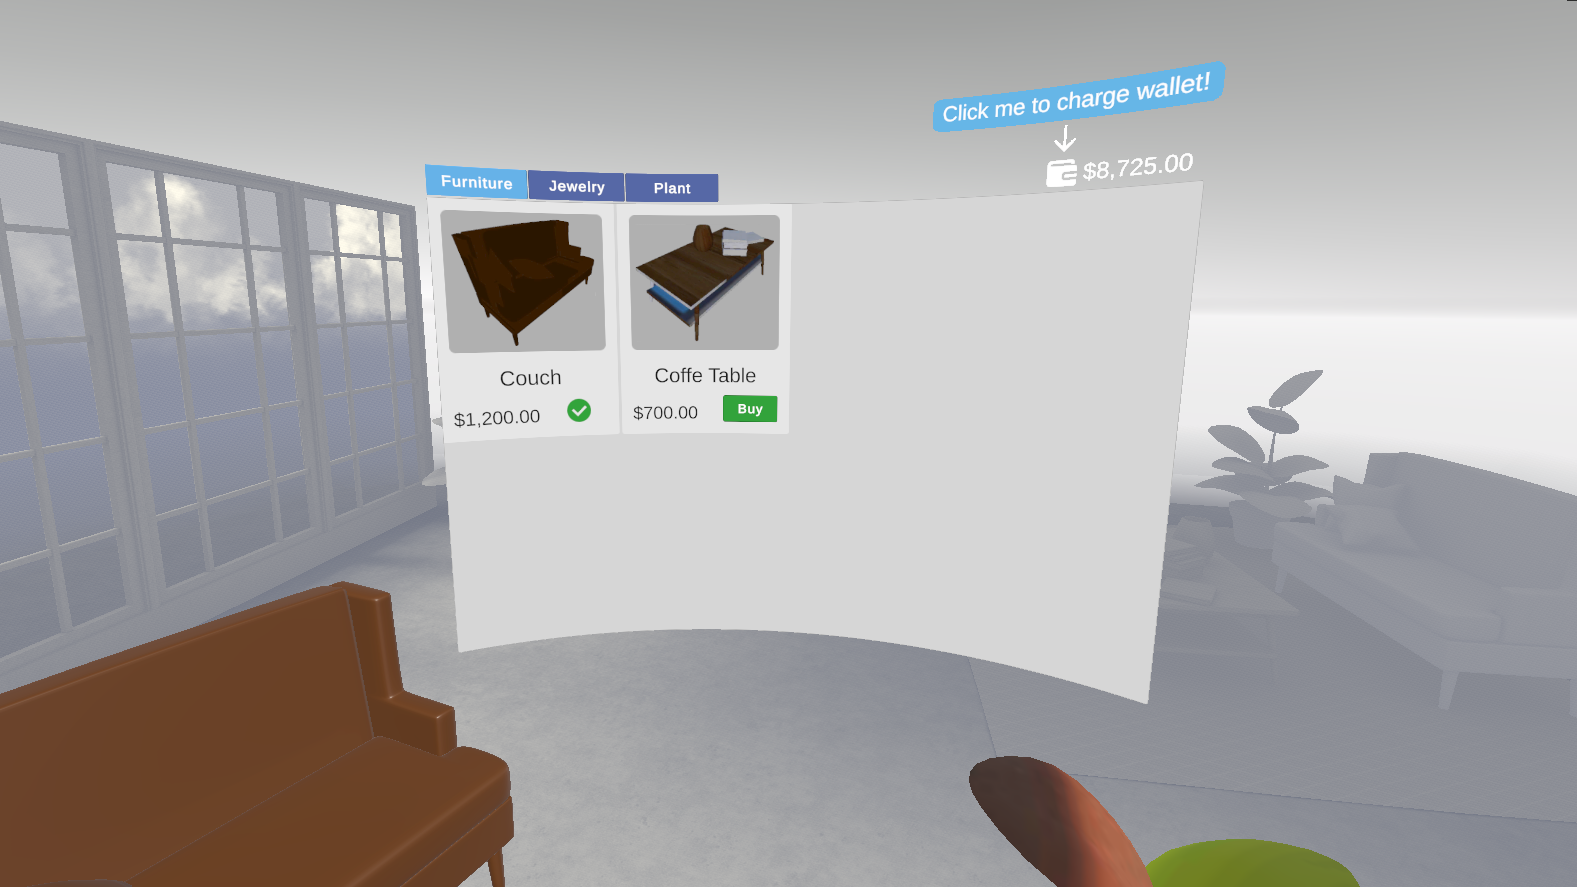 Click me to charge wallet!
$8,725.00
Furniture
Jewelry
Plant
Couch
$1,200.00
Coffe Table
$700.00
Buy